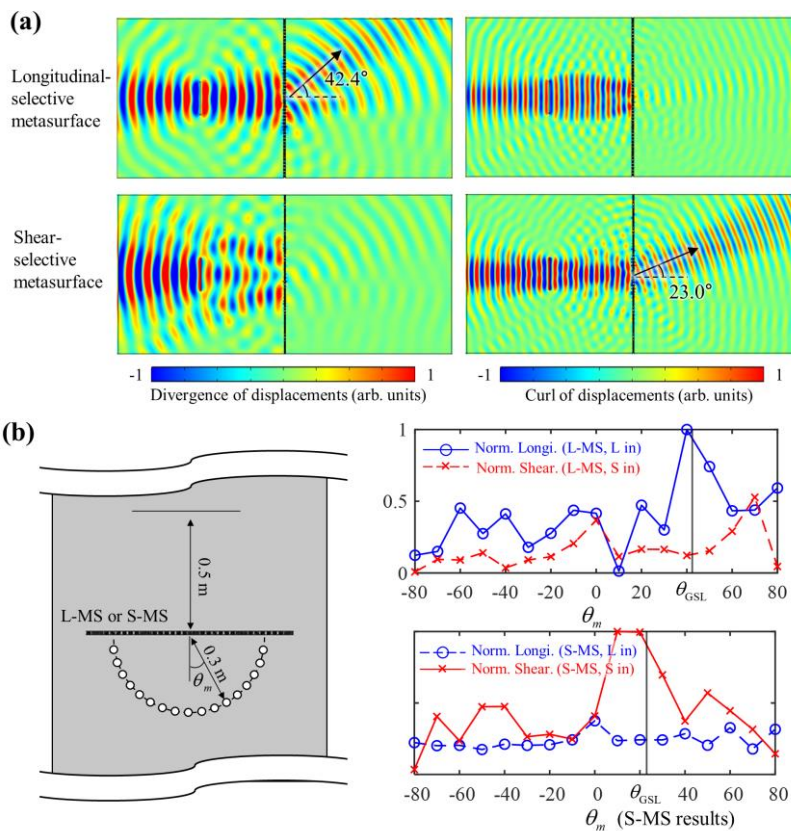 (a)
Longitudinal-
selective
metasurface
42.4°
Shear-
selective
metasurface
23.0°
-1 1
Divergence of displacements (arb. units)
-1 1
Curl of displacements (arb. units)
(b)
0.5 m
L-MS or S-MS
0.3 m
θm
1
Norm. Longi. (L-MS, L in)
Norm. Shear. (L-MS, S in)
0.5
0
-80 -60 -40 -20 0 20 40 60 80
θm θGSL
Norm. Longi. (S-MS, L in)
Norm. Shear. (S-MS, S in)
-80 -60 -40 -20 0 20 40 60 80
θGSL
θm (S-MS results)